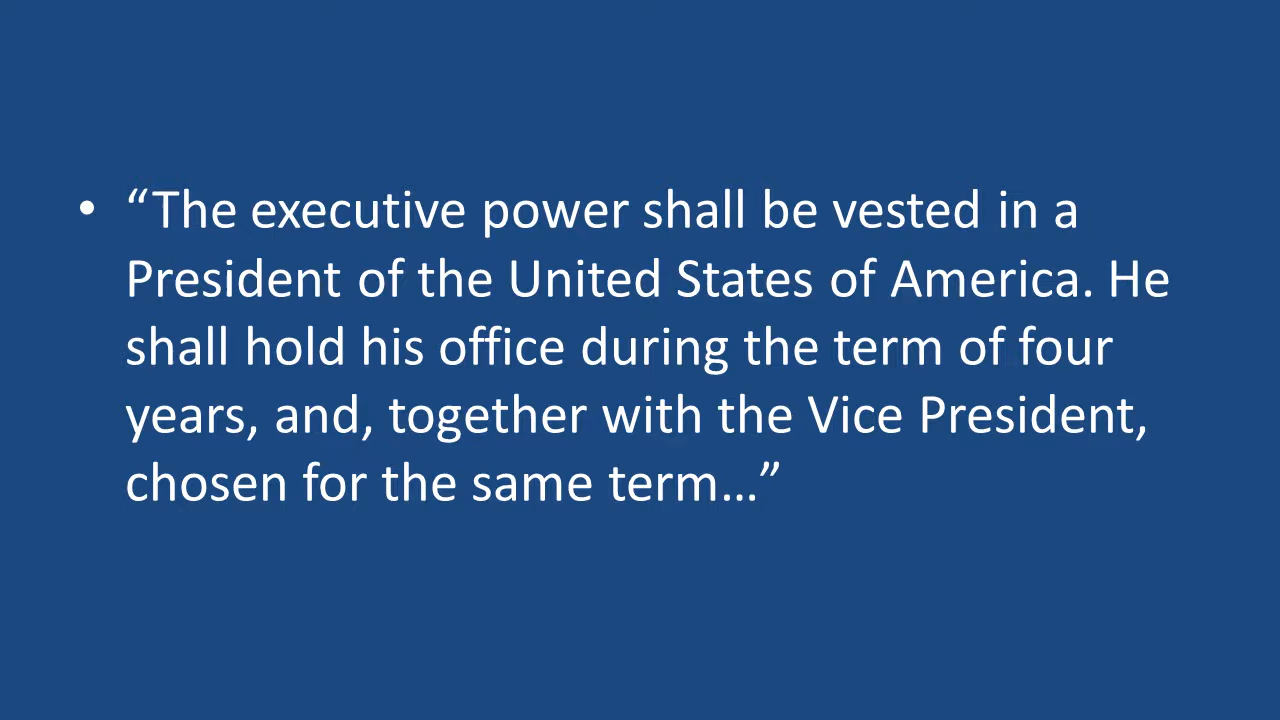 • “The executive power shall be vested in a
President of the United States of America. He
shall hold his office during the term of four
years, and, together with the Vice President,
chosen for the same term…”